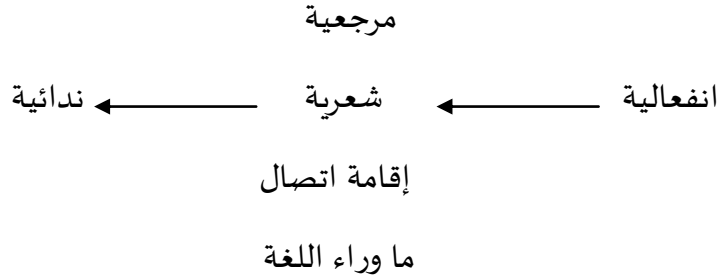 مرجعية
انفعالية شعرية ندائية
إقامة اتصال
ما وراء اللغة